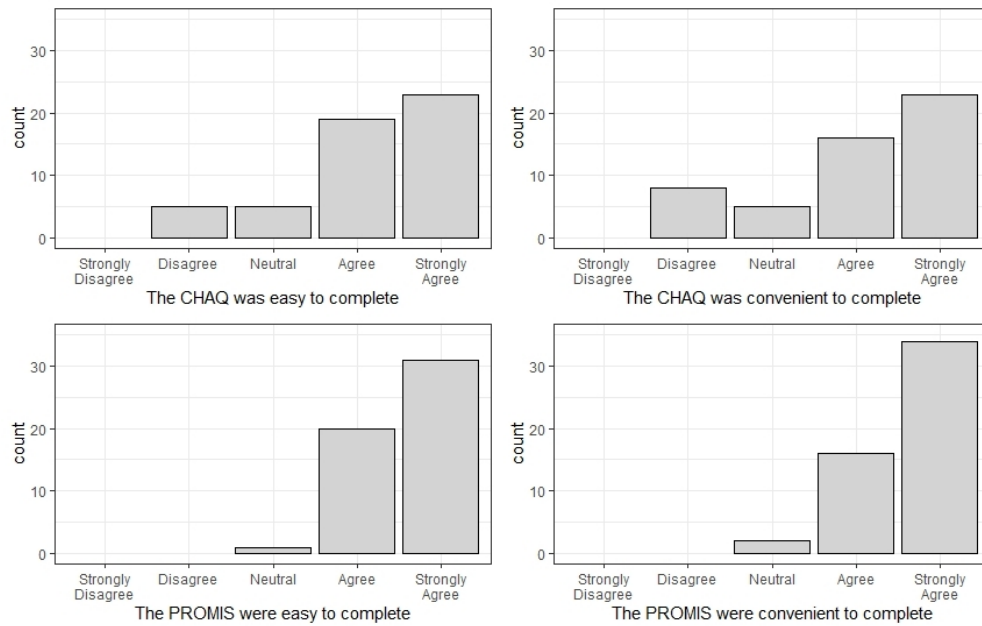 count
30
20
10
0
Strongly
Disagree
Disagree
Neutral
Agree
Strongly
Agree
The CHAQ was easy to complete
count
30
20
10
0
Strongly
Disagree
Disagree
Neutral
Agree
Strongly
Agree
The CHAQ was convenient to complete
count
30
20
10
0
Strongly
Disagree
Disagree
Neutral
Agree
Strongly
Agree
The PROMIS were easy to complete
count
30
20
10
0
Strongly
Disagree
Disagree
Neutral
Agree
Strongly
Agree
The PROMIS were convenient to complete